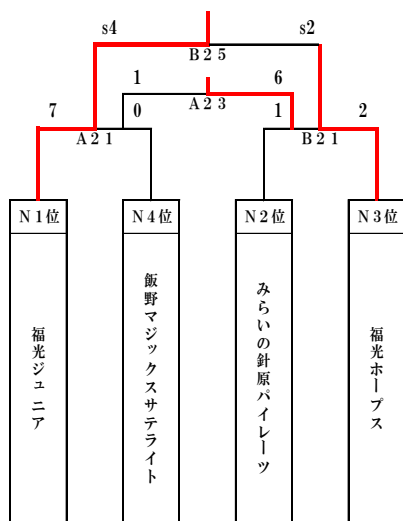 s4 s2
B25
1 6
A23
7 0 1 2
A21 B21
N1位 N4位 N2位 N3位
福光ジュニア
飯野マジックスサテライト
みらいの針原パイレーツ
福光ホープス